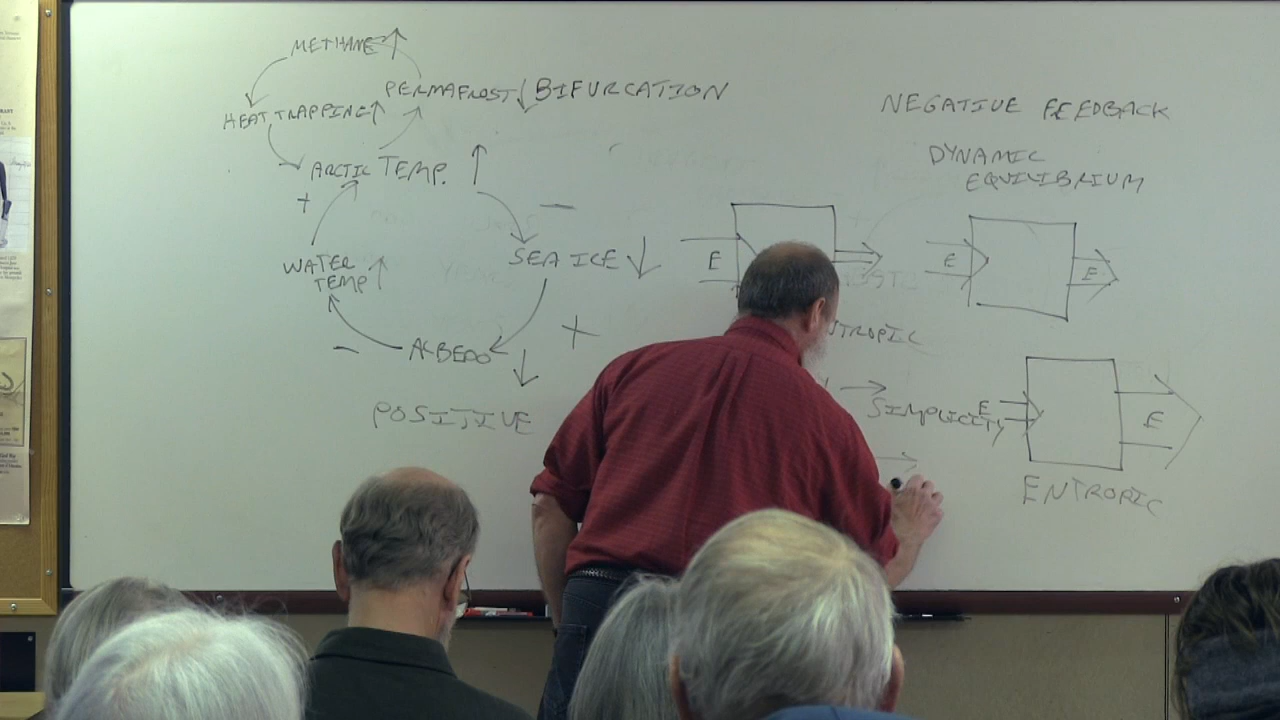 METHANE ↑
PERMAFROST ↓ BIFURCATION
HEAT TRAPPING ↑
ARCTIC TEMP. ↑
+
−
WATER
TEMP ↑
SEA ICE ↓
+
−
ALBEDO ↓
POSITIVE
NEGATIVE FEEDBACK
DYNAMIC
EQUILIBRIUM
E
E
E
TROPIC
→ SIMPLICITY
E
E
→
ENTROPIC